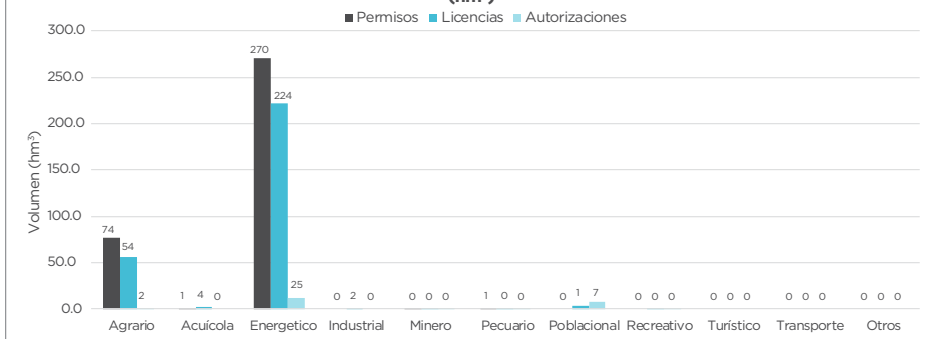 (hm³)
Permisos Licencias Autorizaciones
300.0
250.0
200.0
150.0
100.0
50.0
0.0
Volumen (hm³)
74 54 2
1 4 0
270 224 25
0 2 0
0 0 0
1 0 0
0 1 7
0 0 0
0 0 0
0 0 0
0 0 0
Agrario Acuícola Energetico Industrial Minero Pecuario Poblacional Recreativo Turístico Transporte Otros